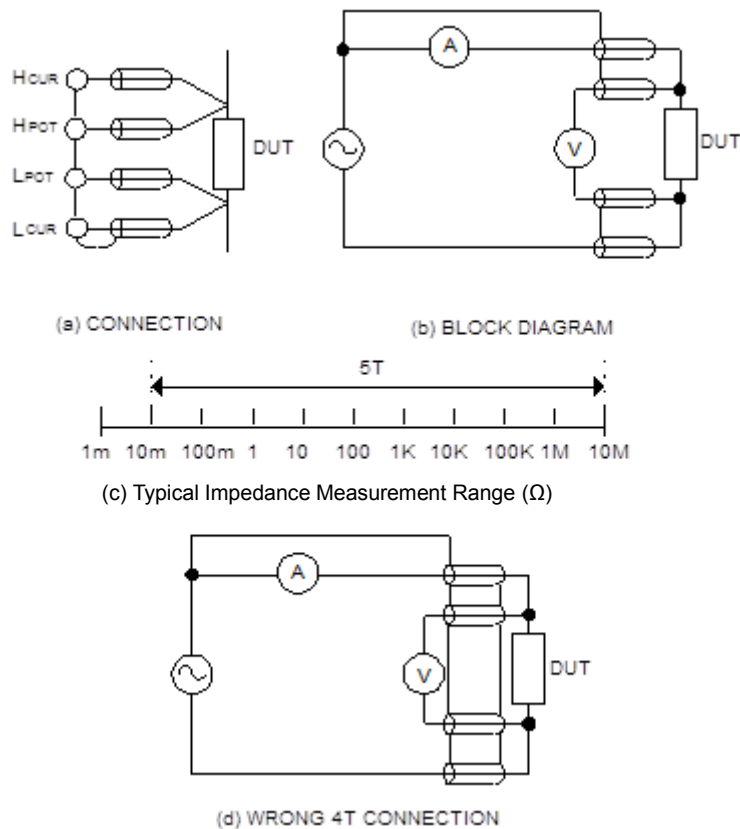 HCUR
HPOT
LPOT
LCUR
DUT
A
V
DUT
(a) CONNECTION
(b) BLOCK DIAGRAM
5T
1m 10m 100m 1 10 100 1K 10K 100K 1M 10M
(c) Typical Impedance Measurement Range (Ω)
A
V
DUT
(d) WRONG 4T CONNECTION